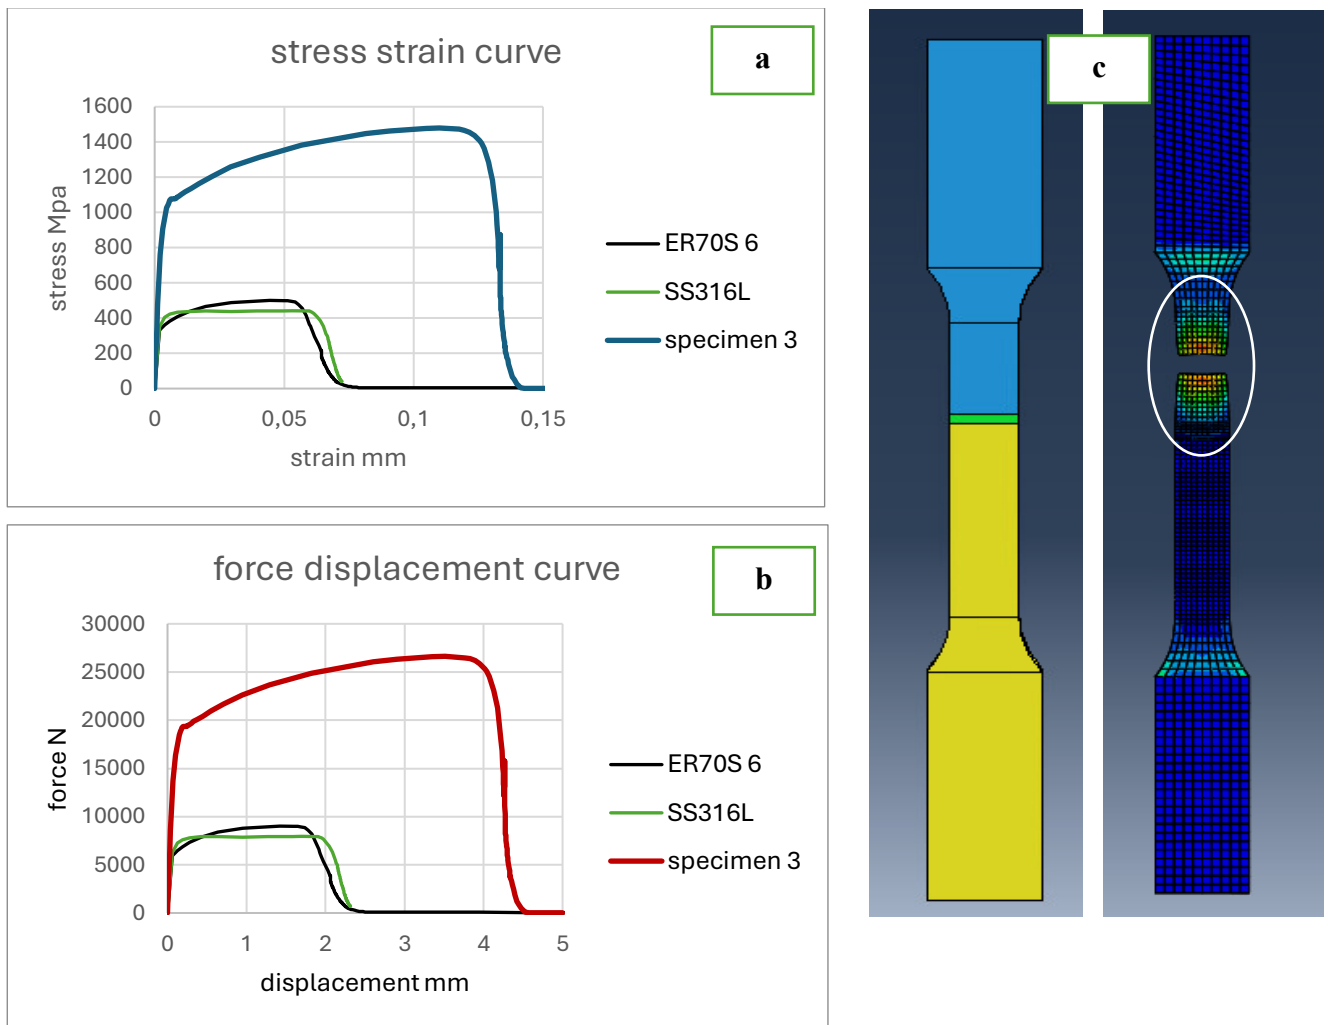 stress strain curve
a
1600
1400
1200
1000
800
600
400
200
0
stress Mpa
0
0,05
0,1
0,15
strain mm
ER70S 6
SS316L
specimen 3
force displacement curve
b
30000
25000
20000
15000
10000
5000
0
force N
0
1
2
3
4
5
displacement mm
ER70S 6
SS316L
specimen 3
c